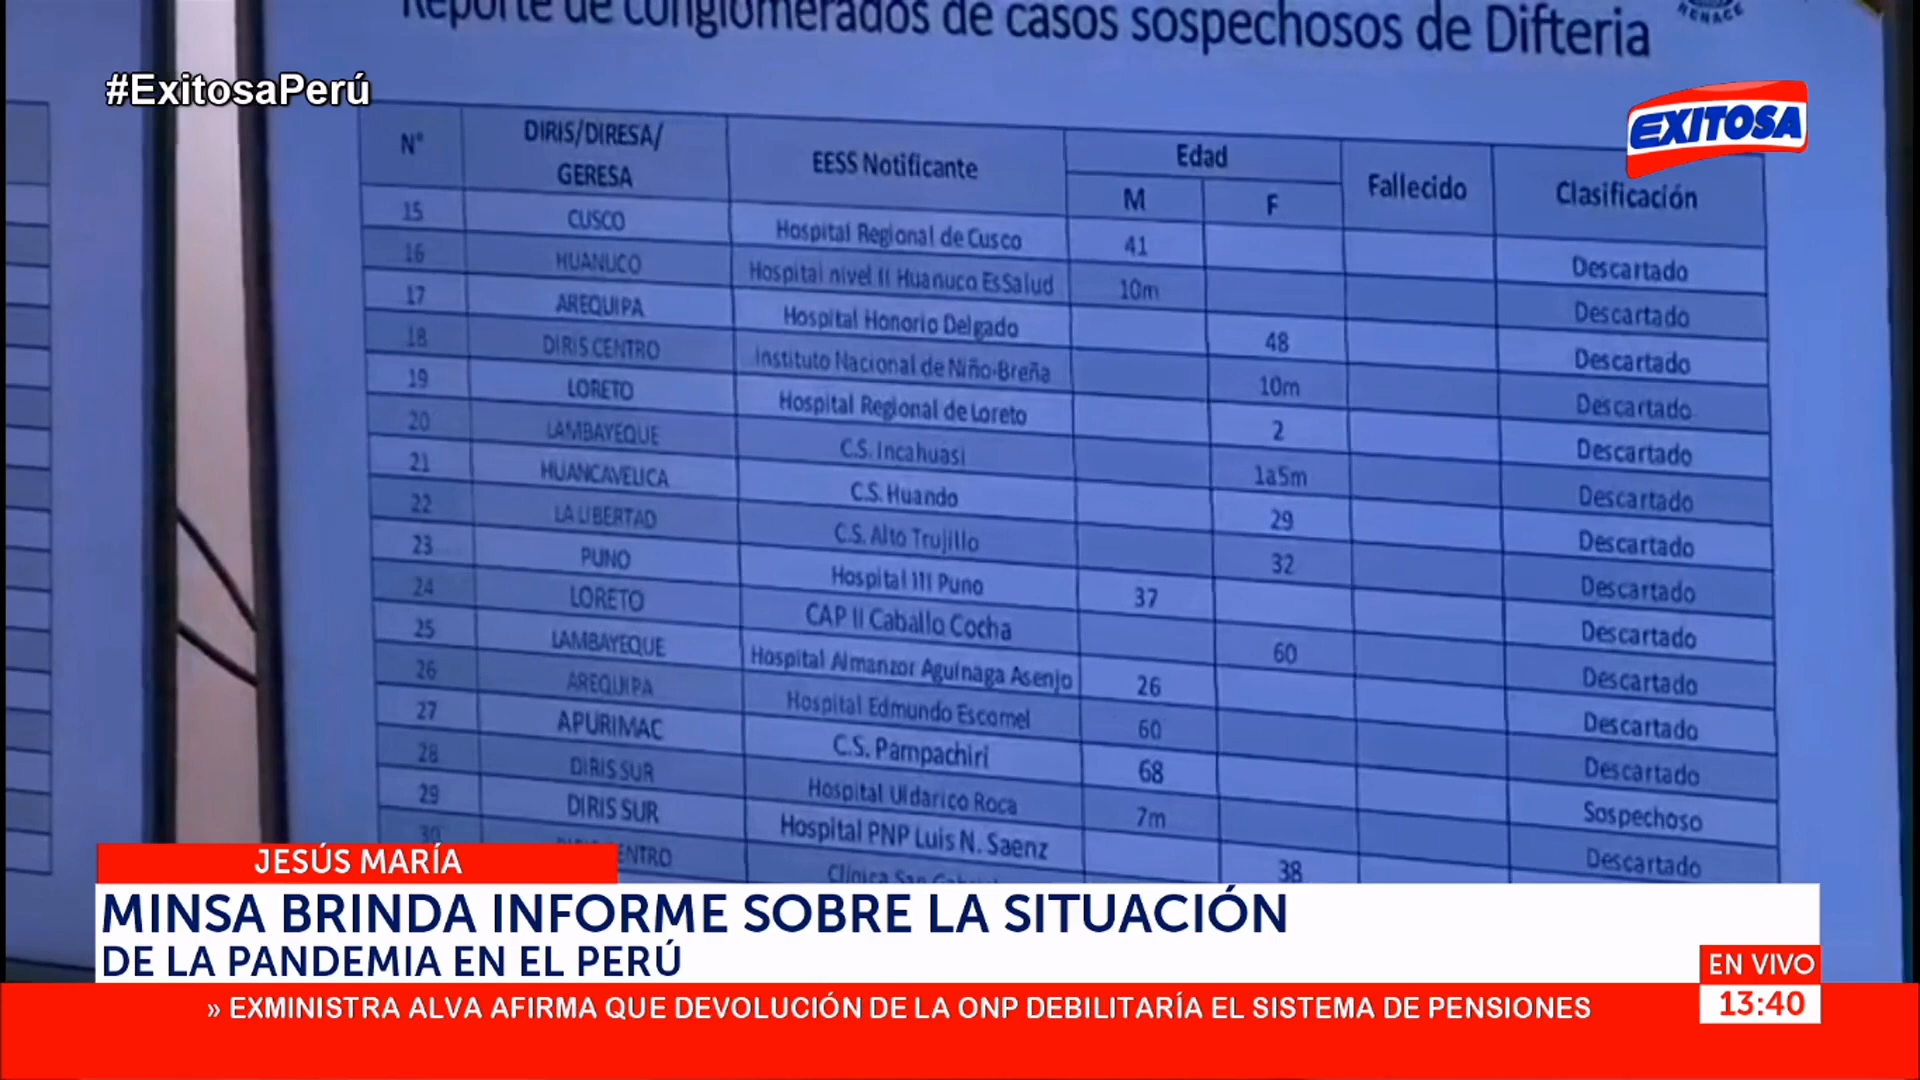 Reporte de conglomerados de casos sospechosos de Difteria
RENACE
#ExitosaPerú
EXITOSA
N° DIRIS/DIRESA/ GERESA EESS Notificante Edad M F Fallecido Clasificación
15 CUSCO Hospital Regional de Cusco 41 Descartado
16 HUANUCO Hospital nivel II Huanuco EsSalud 10m Descartado
17 AREQUIPA Hospital Honorio Delgado 48 Descartado
18 DIRIS CENTRO Instituto Nacional de Niño-Breña 10m Descartado
19 LORETO Hospital Regional de Loreto 2 Descartado
20 LAMBAYEQUE C.S. Incahuasi 1a5m Descartado
21 HUANCAVELICA C.S. Huando 29 Descartado
22 LA LIBERTAD C.S. Alto Trujillo 32 Descartado
23 PUNO Hospital III Puno 37 Descartado
24 LORETO CAP II Caballo Cocha 60 Descartado
25 LAMBAYEQUE Hospital Almanzor Aguinaga Asenjo 26 Descartado
26 AREQUIPA Hospital Edmundo Escomel 60 Descartado
27 APURIMAC C.S. Pampachiri 68 Sospechoso
28 DIRIS SUR Hospital Uldarico Roca 7m Descartado
29 DIRIS SUR Hospital PNP Luis N. Saenz 38
30 CENTRO Clínica San
JESÚS MARÍA
MINSA BRINDA INFORME SOBRE LA SITUACIÓN
DE LA PANDEMIA EN EL PERÚ
EN VIVO
13:40
» EXMINISTRA ALVA AFIRMA QUE DEVOLUCIÓN DE LA ONP DEBILITARÍA EL SISTEMA DE PENSIONES